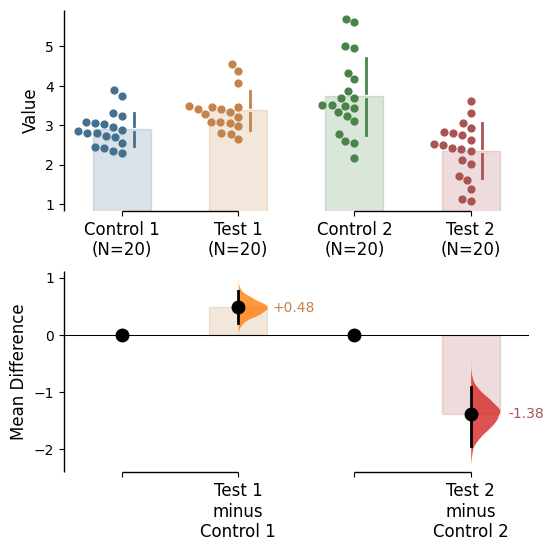 Value
5
4
3
2
1
Control 1
(N=20)
Test 1
(N=20)
Control 2
(N=20)
Test 2
(N=20)
Mean Difference
1
0
−1
−2
+0.48
-1.38
Test 1
minus
Control 1
Test 2
minus
Control 2